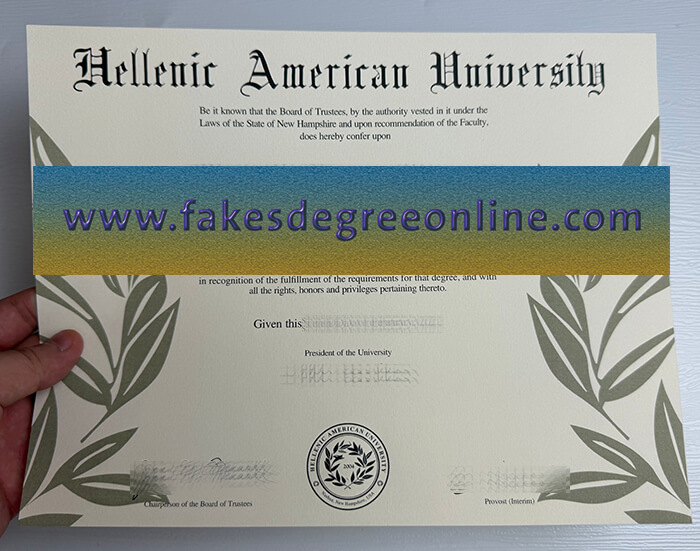 Hellenic American University
Be it known that the Board of Trustees, by the authority vested in it under the
Laws of the State of New Hampshire and upon recommendation of the Faculty,
does hereby confer upon
www.fakesdegreeonline.com
in recognition of the fulfillment of the requirements for that degree, and with
all the rights, honors and privileges pertaining thereto.
Given this
President of the University
HELLENIC AMERICAN UNIVERSITY
2004
Nashua, New Hampshire, USA
Chairperson of the Board of Trustees
Provost (Interim)